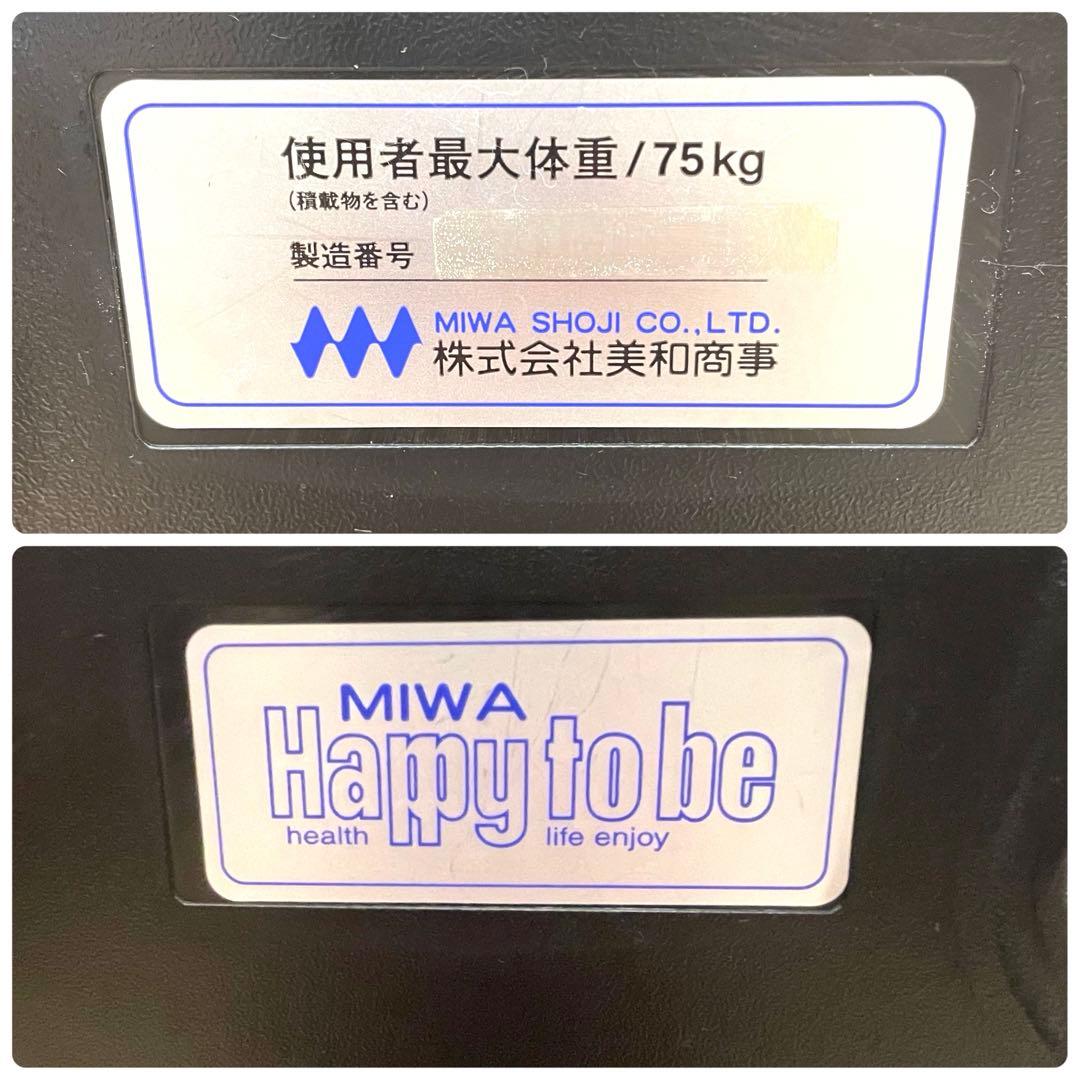 使用者最大体重/75kg
(積載物を含む)
製造番号
MIWA SHOJI CO.,LTD.
株式会社美和商事
MIWA
Happy to be
health life enjoy